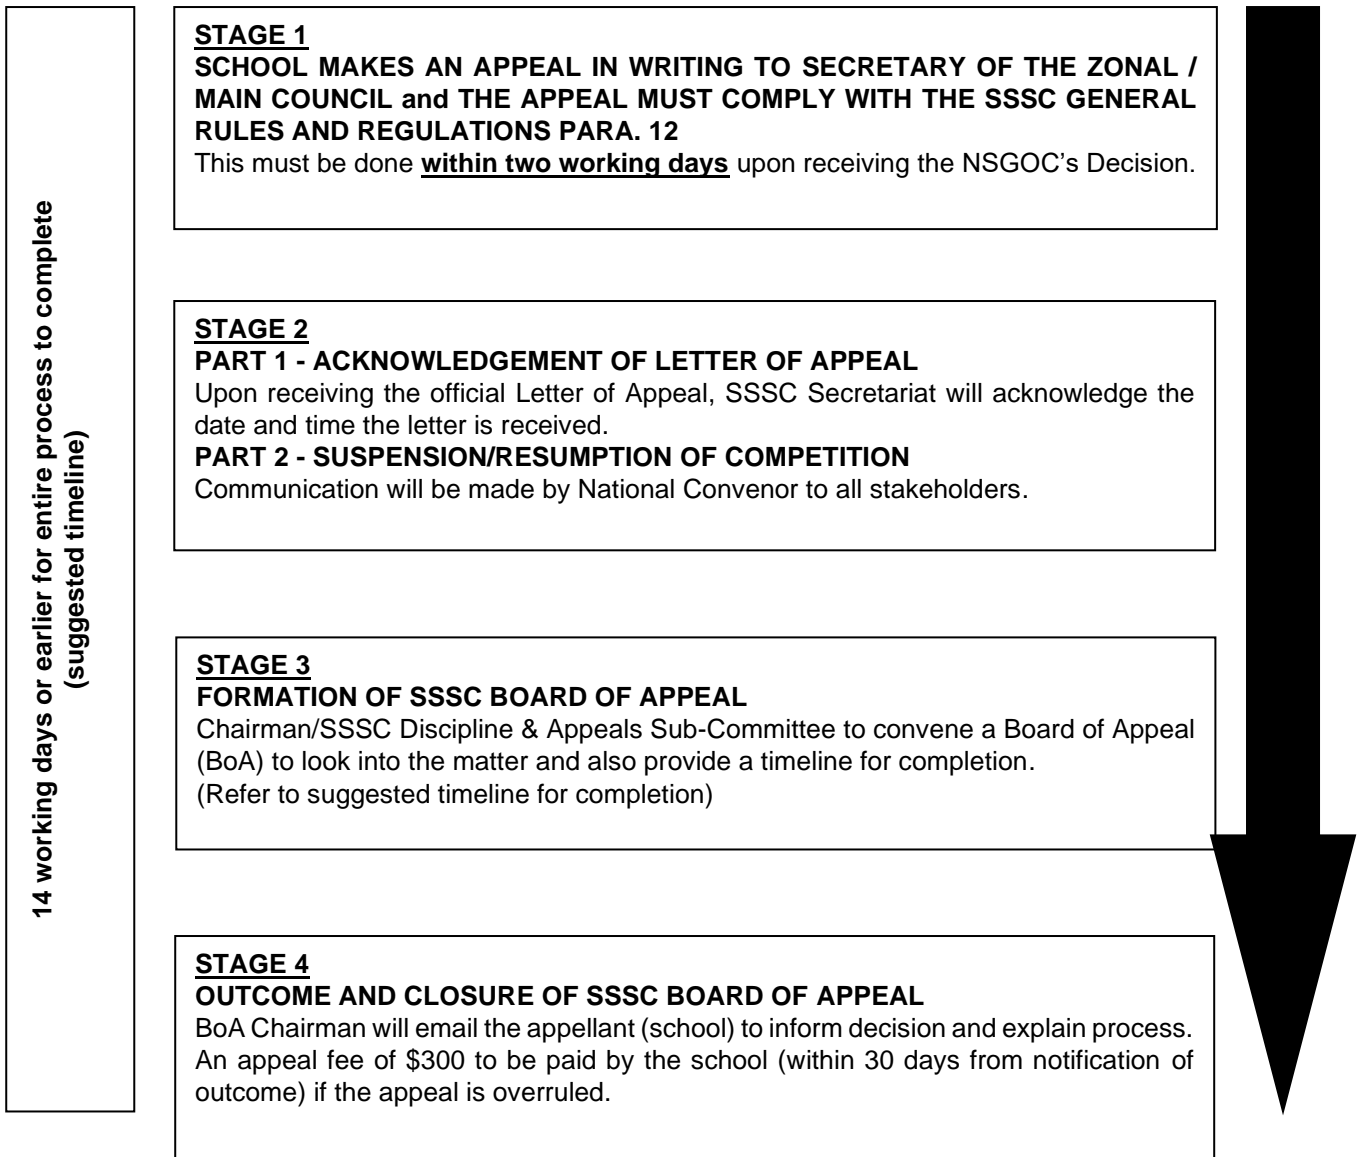 14 working days or earlier for entire process to complete
(suggested timeline)
STAGE 1
SCHOOL MAKES AN APPEAL IN WRITING TO SECRETARY OF THE ZONAL /
MAIN COUNCIL and THE APPEAL MUST COMPLY WITH THE SSSC GENERAL
RULES AND REGULATIONS PARA. 12
This must be done within two working days upon receiving the NSGOC's Decision.
STAGE 2
PART 1 - ACKNOWLEDGEMENT OF LETTER OF APPEAL
Upon receiving the official Letter of Appeal, SSSC Secretariat will acknowledge the
date and time the letter is received.
PART 2 - SUSPENSION/RESUMPTION OF COMPETITION
Communication will be made by National Convenor to all stakeholders.
STAGE 3
FORMATION OF SSSC BOARD OF APPEAL
Chairman/SSSC Discipline & Appeals Sub-Committee to convene a Board of Appeal
(BoA) to look into the matter and also provide a timeline for completion.
(Refer to suggested timeline for completion)
STAGE 4
OUTCOME AND CLOSURE OF SSSC BOARD OF APPEAL
BoA Chairman will email the appellant (school) to inform decision and explain process.
An appeal fee of $300 to be paid by the school (within 30 days from notification of
outcome) if the appeal is overruled.